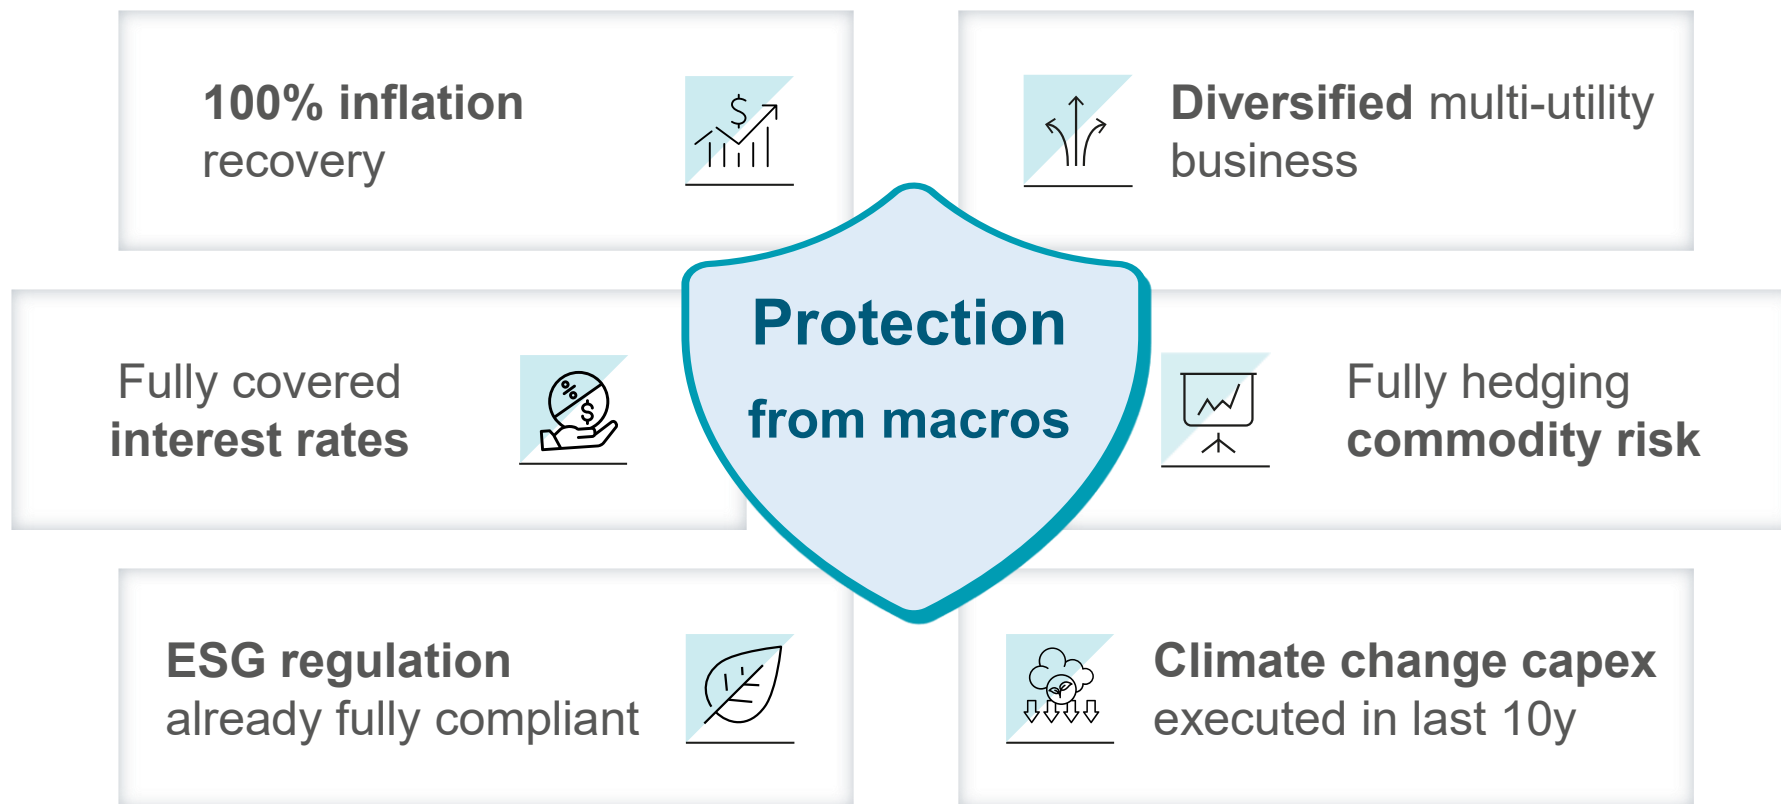 100% inflation
recovery
Diversified multi-utility
business
Protection
from macros
Fully covered
interest rates
Fully hedging
commodity risk
ESG regulation
already fully compliant
Climate change capex
executed in last 10y